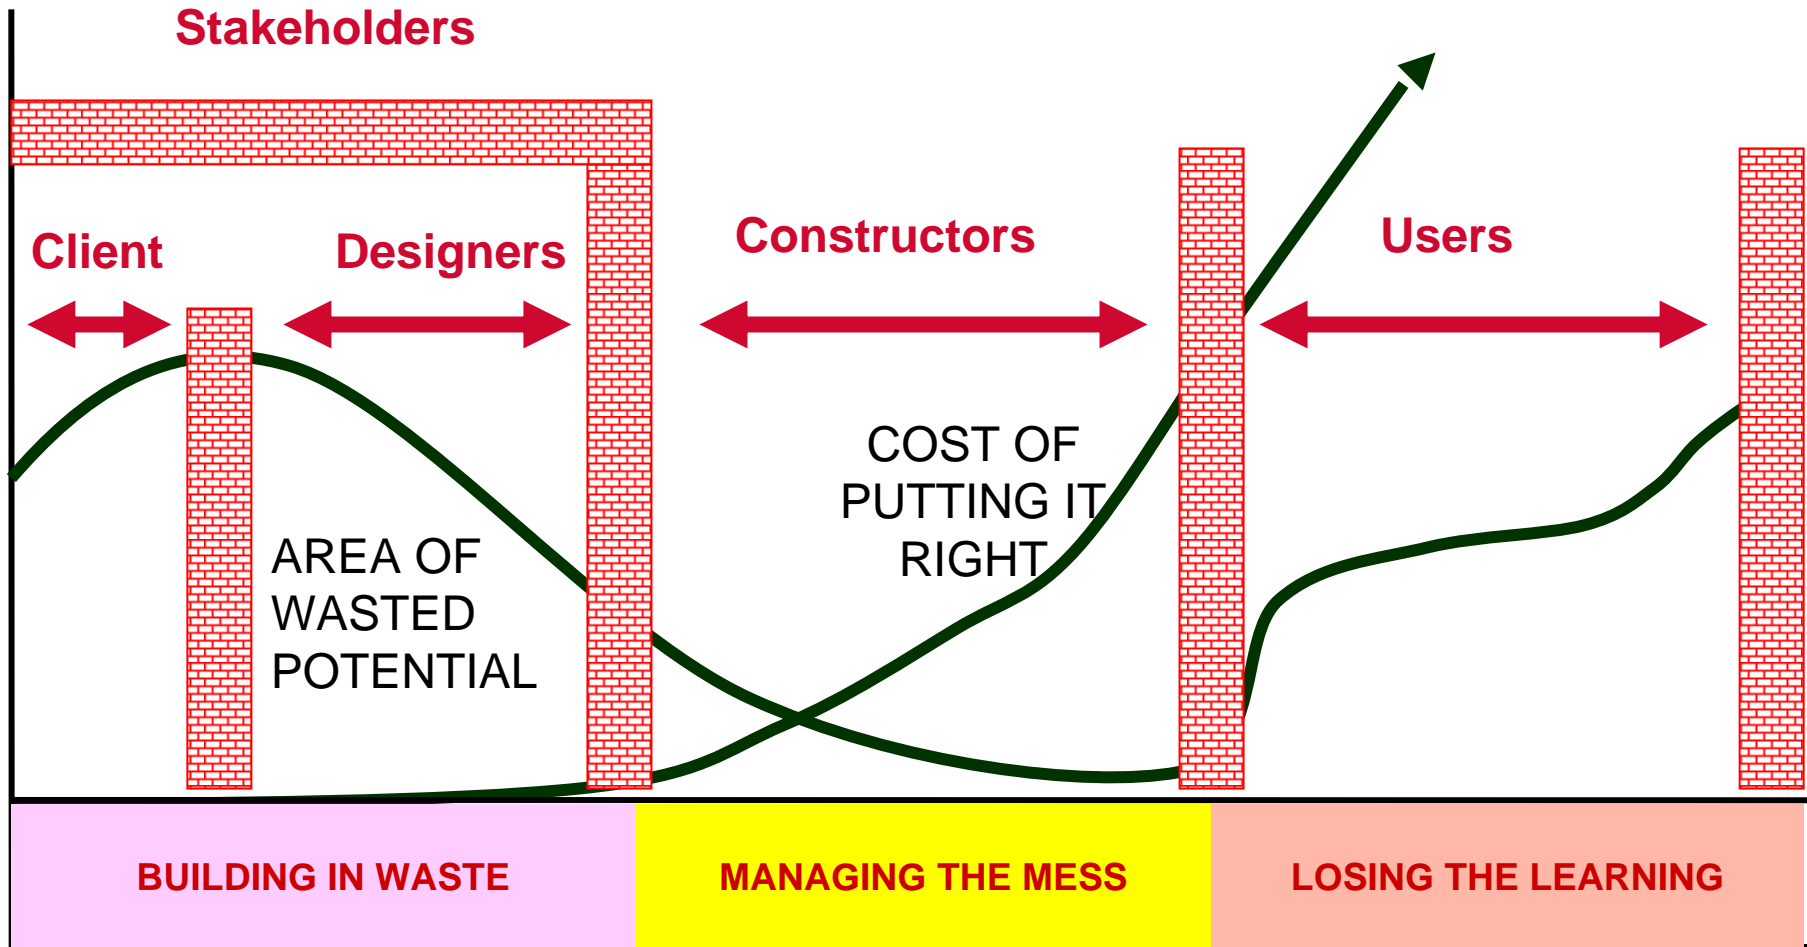 Stakeholders
Client
Designers
Constructors
Users
AREA OF
WASTED
POTENTIAL
COST OF
PUTTING IT
RIGHT
BUILDING IN WASTE
MANAGING THE MESS
LOSING THE LEARNING